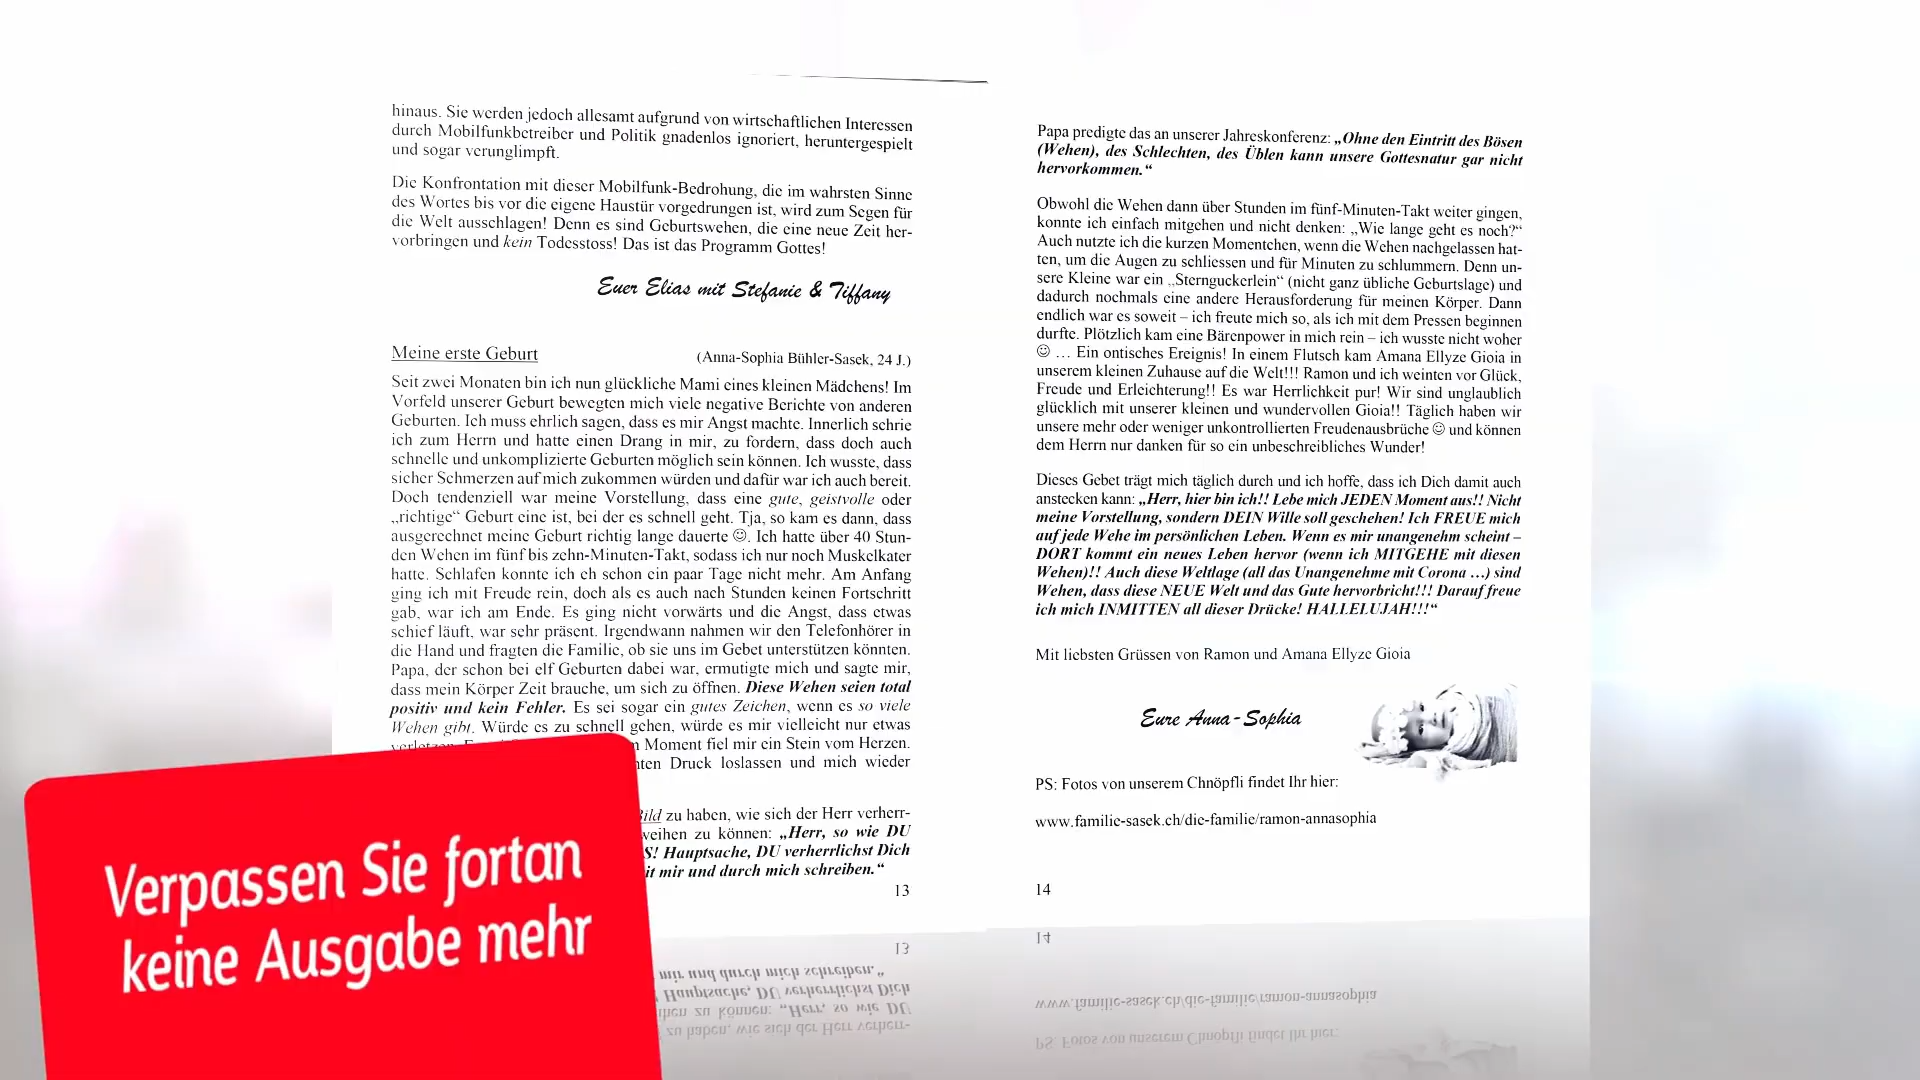 hinaus. Sie werden jedoch allesamt aufgrund von wirtschaftlichen Interessen
durch Mobilfunkbetreiber und Politik gnadenlos ignoriert, heruntergespielt
und sogar verunglimpft.
Die Konfrontation mit dieser Mobilfunk-Bedrohung, die im wahrsten Sinne
des Wortes bis vor die eigene Haustür vorgedrungen ist, wird zum Segen für
die Welt ausschlagen! Denn es sind Geburtswehen, die eine neue Zeit her-
vorbringen und kein Todesstoss! Das ist das Programm Gottes!
Euer Elias mit Stefanie & Tiffany
Meine erste Geburt (Anna-Sophia Bühler-Sasek, 24 J.)
Seit zwei Monaten bin ich nun glückliche Mami eines kleinen Mädchens! Im
Vorfeld unserer Geburt bewegten mich viele negative Berichte von anderen
Geburten. Ich muss ehrlich sagen, dass es mir Angst machte. Innerlich schrie
ich zum Herrn und hatte einen Drang in mir, zu fordern, dass doch auch
schnelle und unkomplizierte Geburten möglich sein können. Ich wusste, dass
sicher Schmerzen auf mich zukommen würden und dafür war ich auch bereit.
Doch tendenziell war meine Vorstellung, dass eine gute, geistvolle oder
„richtige“ Geburt eine ist, bei der es schnell geht. Tja, so kam es dann, dass
ausgerechnet meine Geburt richtig lange dauerte ☺. Ich hatte über 40 Stun-
den Wehen im fünf bis zehn-Minuten-Takt, sodass ich nur noch Muskelkater
hatte. Schlafen konnte ich eh schon ein paar Tage nicht mehr. Am Anfang
ging ich mit Freude rein, doch als es auch nach Stunden keinen Fortschritt
gab, war ich am Ende. Es ging nicht vorwärts und die Angst, dass etwas
schief läuft, war sehr präsent. Irgendwann nahmen wir den Telefonhörer in
die Hand und fragten die Familie, ob sie uns im Gebet unterstützen könnten.
Papa, der schon bei elf Geburten dabei war, ermutigte mich und sagte mir,
dass mein Körper Zeit brauche, um sich zu öffnen. Diese Wehen seien total
positiv und kein Fehler. Es sei sogar ein gutes Zeichen, wenn es so viele
Wehen gibt. Würde es zu schnell gehen, würde es mir vielleicht nur etwas
Moment fiel mir ein Stein vom Herzen.
ten Druck loslassen und mich wieder
Bild zu haben, wie sich der Herr verherr-
weihen zu können: „Herr, so wie DU
S! Hauptsache, DU verherrlichst Dich
it mir und durch mich schreiben.“
13
Papa predigte das an unserer Jahreskonferenz: „Ohne den Eintritt des Bösen
(Wehen), des Schlechten, des Üblen kann unsere Gottesnatur gar nicht
hervorkommen.“
Obwohl die Wehen dann über Stunden im fünf-Minuten-Takt weiter gingen,
konnte ich einfach mitgehen und nicht denken: „Wie lange geht es noch?“
Auch nutzte ich die kurzen Momentchen, wenn die Wehen nachgelassen hat-
ten, um die Augen zu schliessen und für Minuten zu schlummern. Denn un-
sere Kleine war ein „Sternguckerlein“ (nicht ganz übliche Geburtslage) und
dadurch nochmals eine andere Herausforderung für meinen Körper. Dann
endlich war es soweit – ich freute mich so, als ich mit dem Pressen beginnen
durfte. Plötzlich kam eine Bärenpower in mich rein – ich wusste nicht woher
☺ … Ein ontisches Ereignis! In einem Flutsch kam Amana Ellyze Gioia in
unserem kleinen Zuhause auf die Welt!!! Ramon und ich weinten vor Glück,
Freude und Erleichterung!! Es war Herrlichkeit pur! Wir sind unglaublich
glücklich mit unserer kleinen und wundervollen Gioia!! Täglich haben wir
unsere mehr oder weniger unkontrollierten Freudenausbrüche ☺ und können
dem Herrn nur danken für so ein unbeschreibliches Wunder!
Dieses Gebet trägt mich täglich durch und ich hoffe, dass ich Dich damit auch
anstecken kann: „Herr, hier bin ich!! Lebe mich JEDEN Moment aus!! Nicht
meine Vorstellung, sondern DEIN Wille soll geschehen! Ich FREUE mich
auf jede Wehe im persönlichen Leben. Wenn es mir unangenehm scheint –
DORT kommt ein neues Leben hervor (wenn ich MITGEHE mit diesen
Wehen)!! Auch diese Weltlage (all das Unangenehme mit Corona …) sind
Wehen, dass diese NEUE Welt und das Gute hervorbricht!!! Darauf freue
ich mich INMITTEN all dieser Drücke! HALLELUJAH!!!“
Mit liebsten Grüssen von Ramon und Amana Ellyze Gioia
Eure Anna-Sophia
PS: Fotos von unserem Chnöpfli findet Ihr hier:
www.familie-sasek.ch/die-familie/ramon-annasophia
14
Verpassen Sie fortan
keine Ausgabe mehr